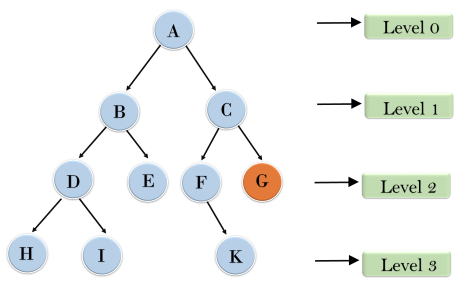 A Level 0
B C Level 1
D E F G Level 2
H I K Level 3